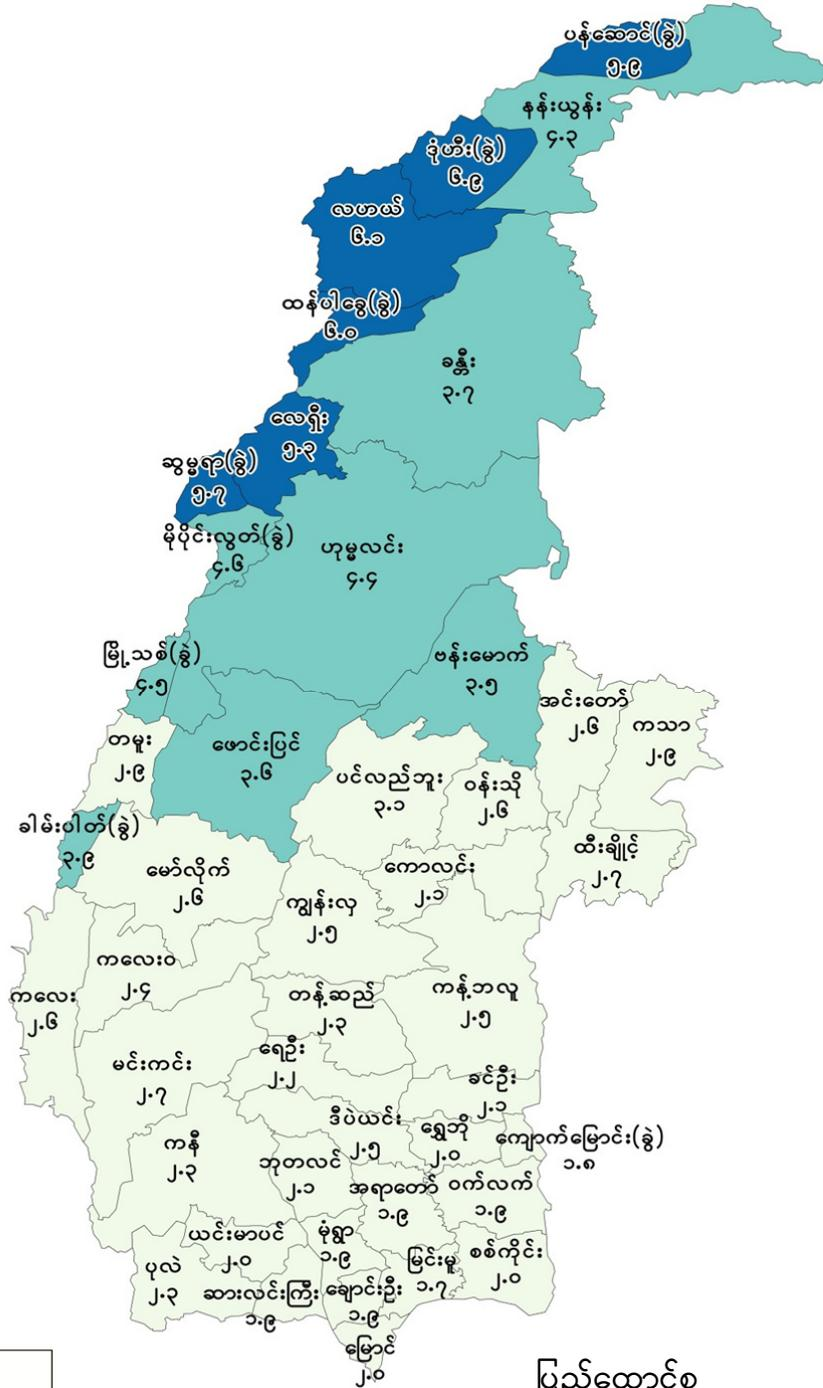 ပန်ဆောင်(ခွဲ)
၅.၉
နန်းယွန်း
၄.၃
ဒုံဟီး(ခွဲ)
၆.၉
လဟယ်
၆.၁
ထန်ပါခွေ(ခွဲ)
၆.၀
ခန္တီး
၃.၇
လေရှီး
၅.၃
ဆွမ္မရာ(ခွဲ)
၅.၇
မိုပိုင်းလွတ်(ခွဲ)
၄.၆
ဟုမ္မလင်း
၄.၄
မြို့သစ်(ခွဲ)
၄.၅
ဗန်းမောက်
၃.၅
အင်းတော်
၂.၆
ကသာ
၂.၉
တမူး
၂.၉
ဖောင်းပြင်
၃.၆
ပင်လည်ဘူး
၃.၁
ဝန်းသို
၂.၆
ခါမ်းပါတ်(ခွဲ)
၃.၉
မော်လိုက်
၂.၆
ကောလင်း
၂.၁
ထီးချိုင့်
၂.၇
ကျွန်းလှ
၂.၅
ကလေးဝ
၂.၄
ကလေး
၂.၆
တန့်ဆည်
၂.၃
ကန့်ဘလူ
၂.၅
မင်းကင်း
၂.၇
ရေဦး
၂.၂
ခင်ဦး
၂.၁
ကနီ
၂.၃
ဒီပဲယင်း
၂.၅
ရွှေဘို
၂.၀
ကျောက်မြောင်း(ခွဲ)
၁.၈
ဘုတလင်
၂.၁
အရာတော်
၁.၉
ဝက်လက်
၁.၉
ယင်းမာပင်
၂.၀
မုံရွာ
၁.၉
မြင်းမူ
၁.၇
စစ်ကိုင်း
၂.၀
ပုလဲ
၂.၃
ဆားလင်းကြီး
၁.၉
ချောင်းဦး
၁.၉
မြောင်
၂.၀
ပြည်ထောင်စု